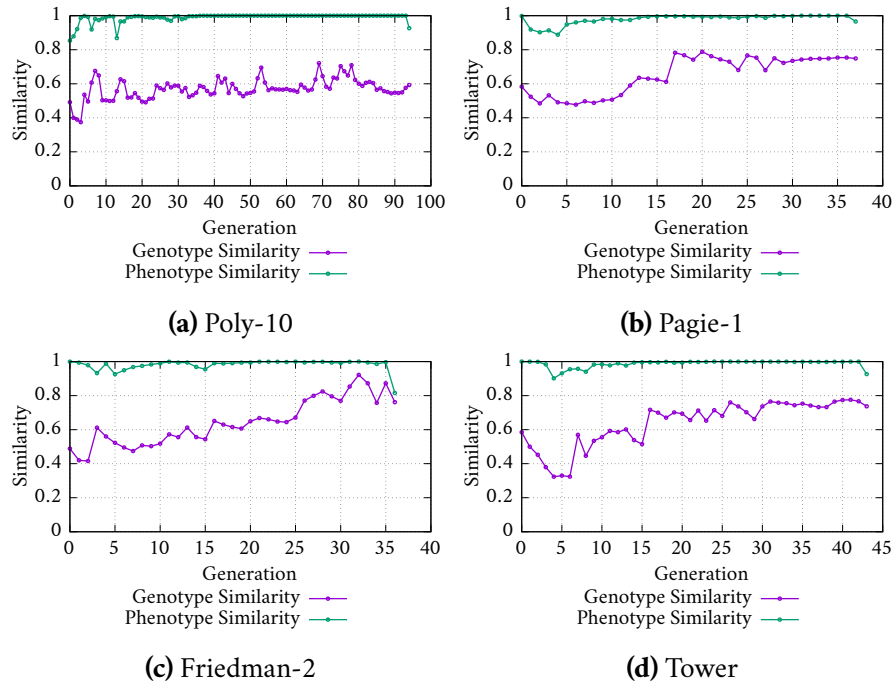 1
0.8
0.6
0.4
0.2
0
Similarity
0 10 20 30 40 50 60 70 80 90 100
Generation
Genotype Similarity
Phenotype Similarity
(a) Poly-10
1
0.8
0.6
0.4
0.2
0
Similarity
0 5 10 15 20 25 30 35 40
Generation
Genotype Similarity
Phenotype Similarity
(b) Pagie-1
1
0.8
0.6
0.4
0.2
0
Similarity
0 5 10 15 20 25 30 35 40
Generation
Genotype Similarity
Phenotype Similarity
(c) Friedman-2
1
0.8
0.6
0.4
0.2
0
Similarity
0 5 10 15 20 25 30 35 40 45
Generation
Genotype Similarity
Phenotype Similarity
(d) Tower